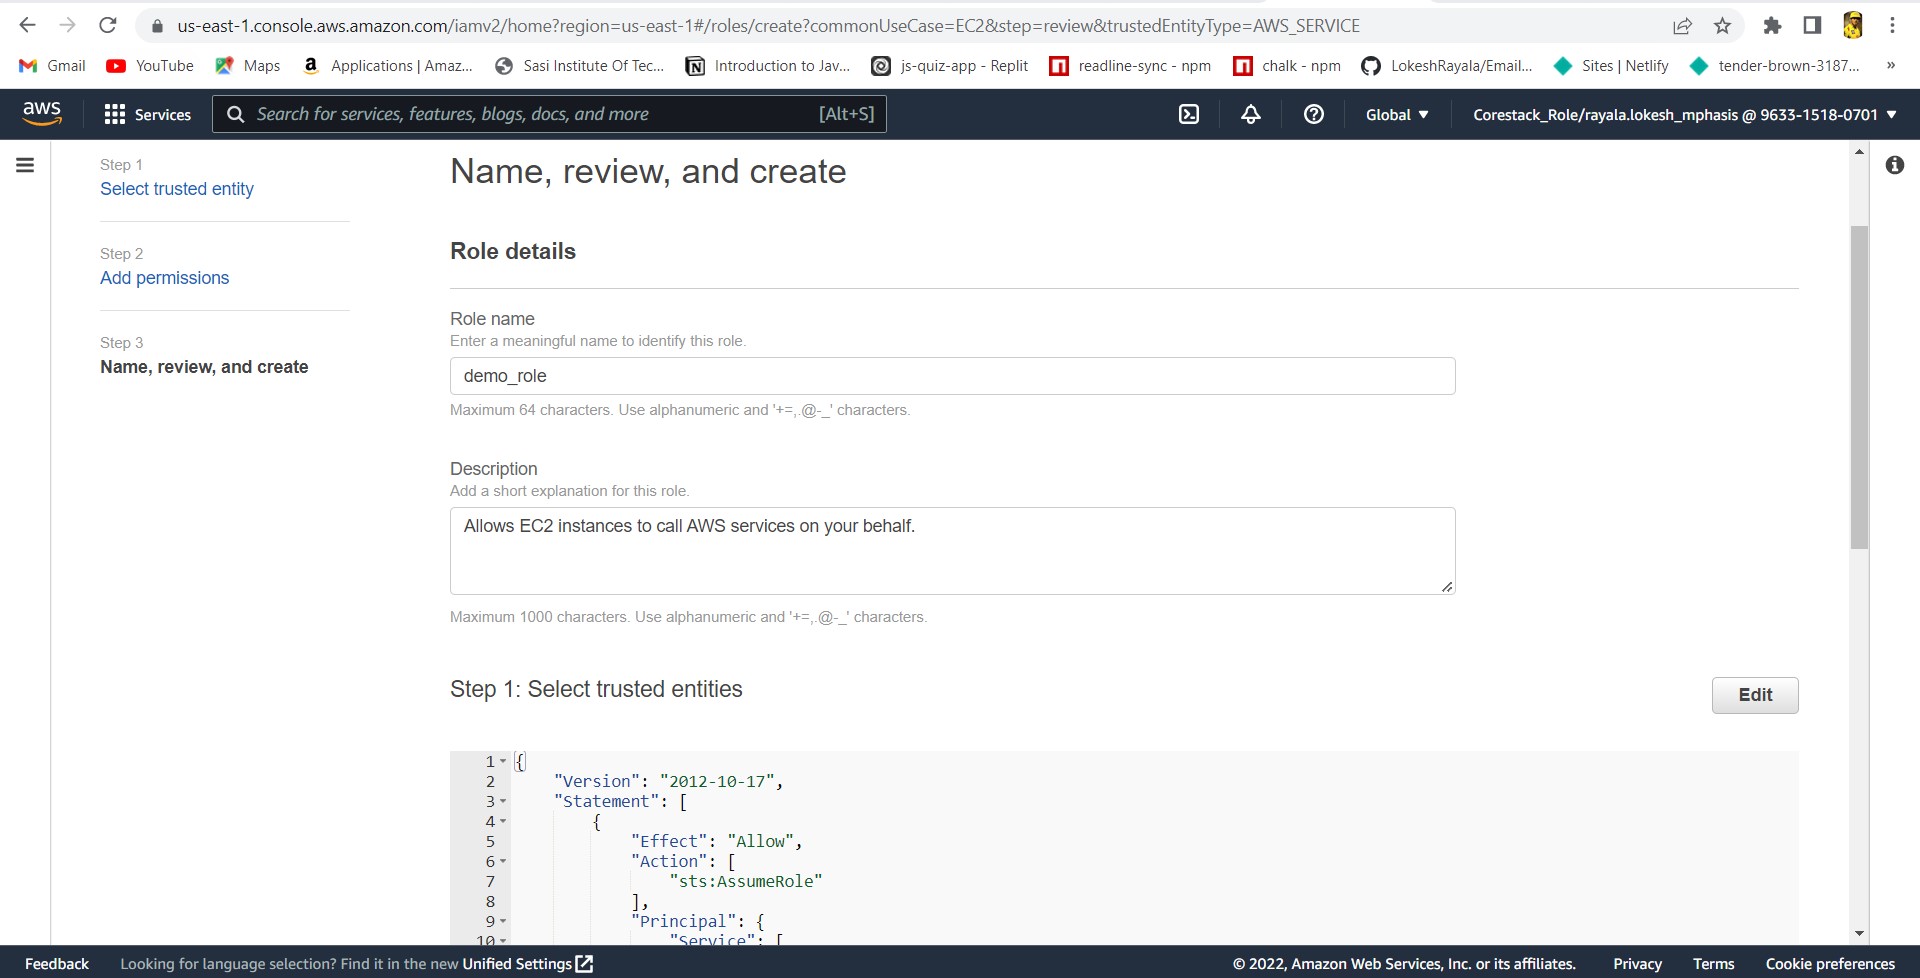 us-east-1.console.aws.amazon.com/iamv2/home?region=us-east-1#/roles/create?commonUseCase=EC2&step=review&trustedEntityType=AWS_SERVICE
Gmail YouTube Maps Applications | Amaz... Sasi Institute Of Tec... Introduction to Jav... js-quiz-app - Replit readline-sync - npm chalk - npm LokeshRayala/Email... Sites | Netlify tender-brown-3187... »
aws Services Search for services, features, blogs, docs, and more [Alt+S] Global Corestack_Role/rayala.lokesh_mphasis @ 9633-1518-0701
Step 1
Select trusted entity
Step 2
Add permissions
Step 3
Name, review, and create
Name, review, and create
Role details
Role name
Enter a meaningful name to identify this role.
demo_role
Maximum 64 characters. Use alphanumeric and '+=,.@-_' characters.
Description
Add a short explanation for this role.
Allows EC2 instances to call AWS services on your behalf.
Maximum 1000 characters. Use alphanumeric and '+=,.@-_' characters.
Step 1: Select trusted entities
Edit
1 {
2 "Version": "2012-10-17",
3 "Statement": [
4 {
5 "Effect": "Allow",
6 "Action": [
7 "sts:AssumeRole"
8 ],
9 "Principal": {
10 "Service": [
Feedback Looking for language selection? Find it in the new Unified Settings © 2022, Amazon Web Services, Inc. or its affiliates. Privacy Terms Cookie preferences